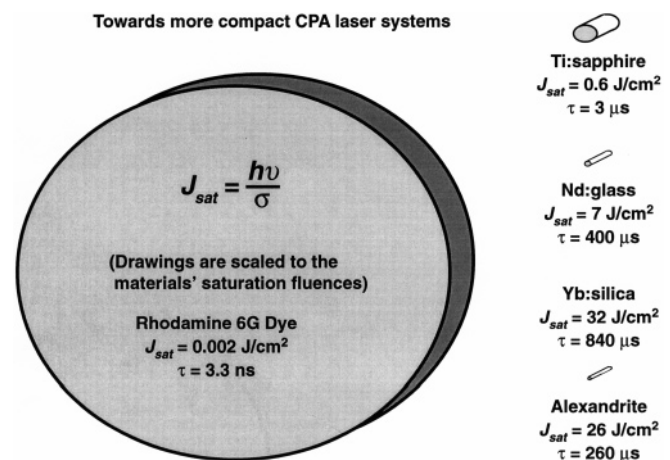 Towards more compact CPA laser systems
J_sat = hυ/σ
(Drawings are scaled to the
materials' saturation fluences)
Rhodamine 6G Dye
J_sat = 0.002 J/cm²
τ = 3.3 ns
Ti:sapphire
J_sat = 0.6 J/cm²
τ = 3 μs
Nd:glass
J_sat = 7 J/cm²
τ = 400 μs
Yb:silica
J_sat = 32 J/cm²
τ = 840 μs
Alexandrite
J_sat = 26 J/cm²
τ = 260 μs